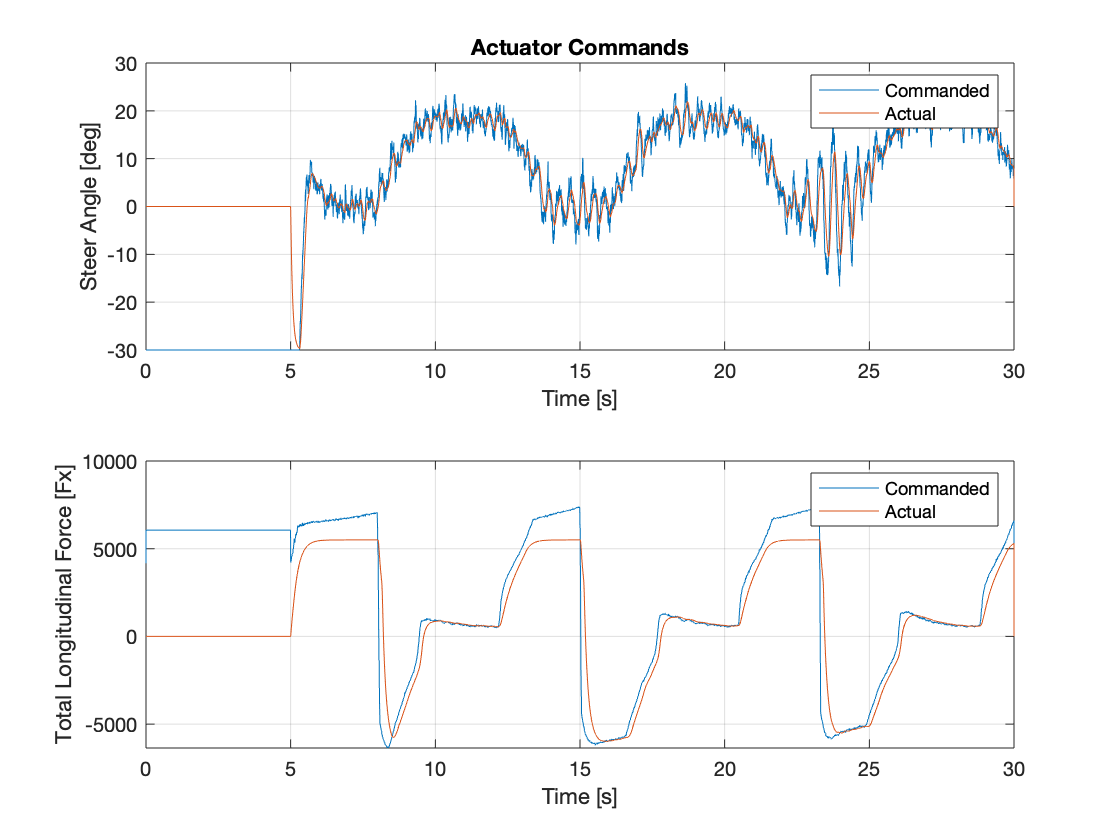 Actuator Commands
30
20
10
0
-10
-20
-30
Steer Angle [deg]
Commanded
Actual
0
5
10
15
20
25
30
Time [s]
10000
5000
0
-5000
Total Longitudinal Force [Fx]
Commanded
Actual
0
5
10
15
20
25
30
Time [s]